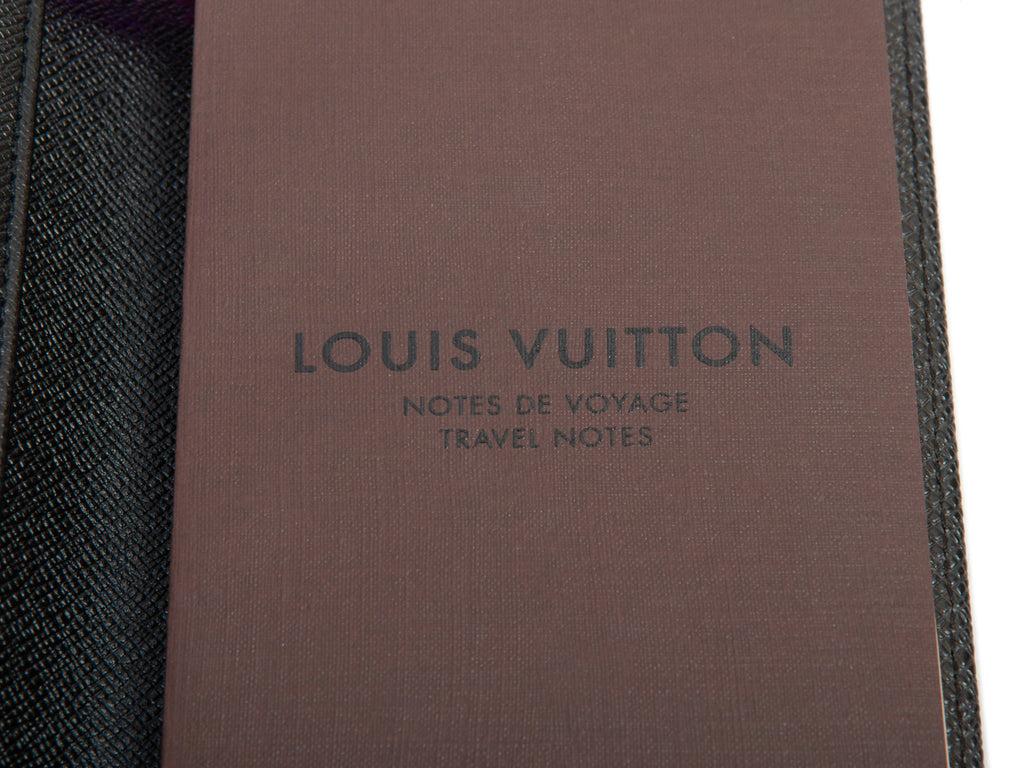 LOUIS VUITTON
NOTES DE VOYAGE
TRAVEL NOTES